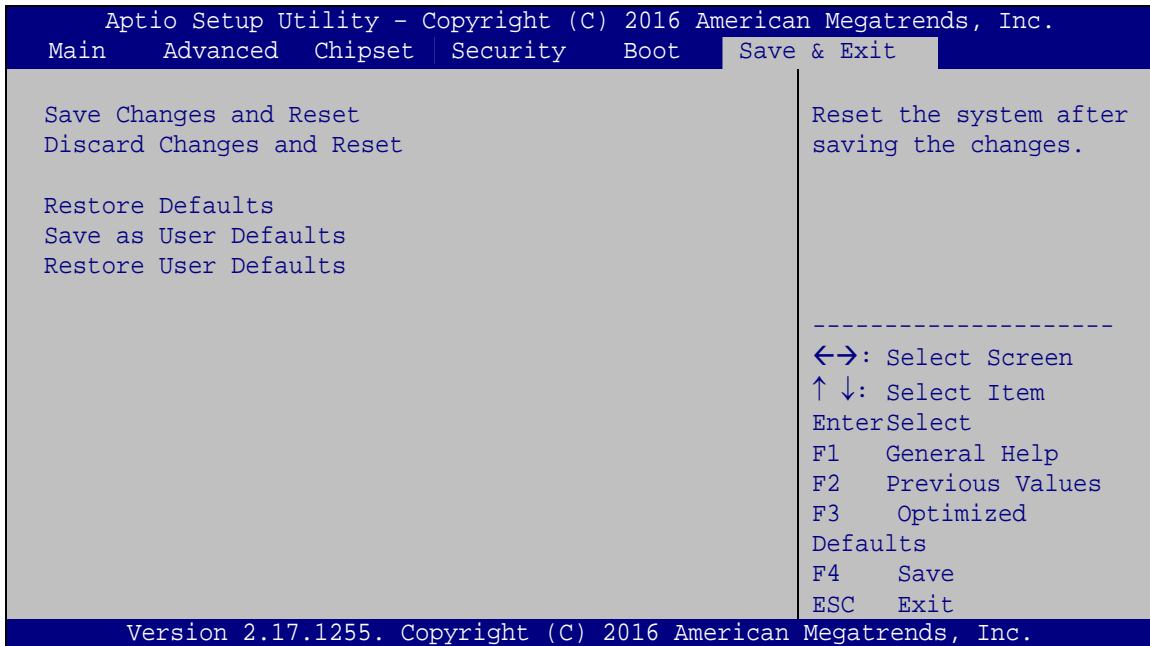 Aptio Setup Utility – Copyright (C) 2016 American Megatrends, Inc.
Main Advanced Chipset Security Boot Save & Exit
Save Changes and Reset
Discard Changes and Reset
Restore Defaults
Save as User Defaults
Restore User Defaults
Reset the system after
saving the changes.
---------------------
←→: Select Screen
↑ ↓: Select Item
EnterSelect
F1 General Help
F2 Previous Values
F3 Optimized
Defaults
F4 Save
ESC Exit
Version 2.17.1255. Copyright (C) 2016 American Megatrends, Inc.